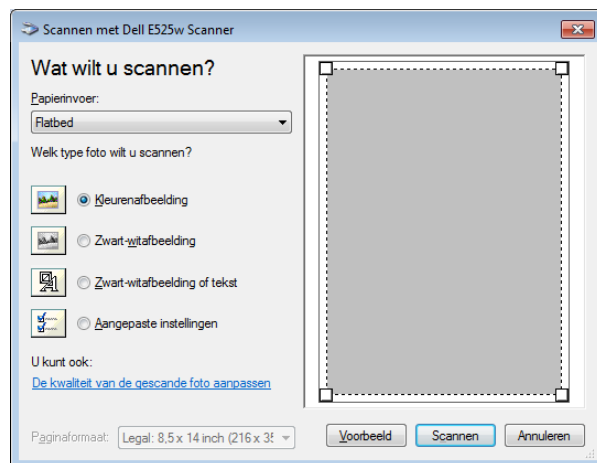 Scannen met Dell E525w Scanner
Wat wilt u scannen?
Papierinvoer:
Flatbed
Welk type foto wilt u scannen?
Kleurenafbeelding
Zwart-witafbeelding
Zwart-witafbeelding of tekst
Aangepaste instellingen
U kunt ook:
De kwaliteit van de gescande foto aanpassen
Paginaformaat: Legal: 8,5 x 14 inch (216 x 35
Voorbeeld Scannen Annuleren